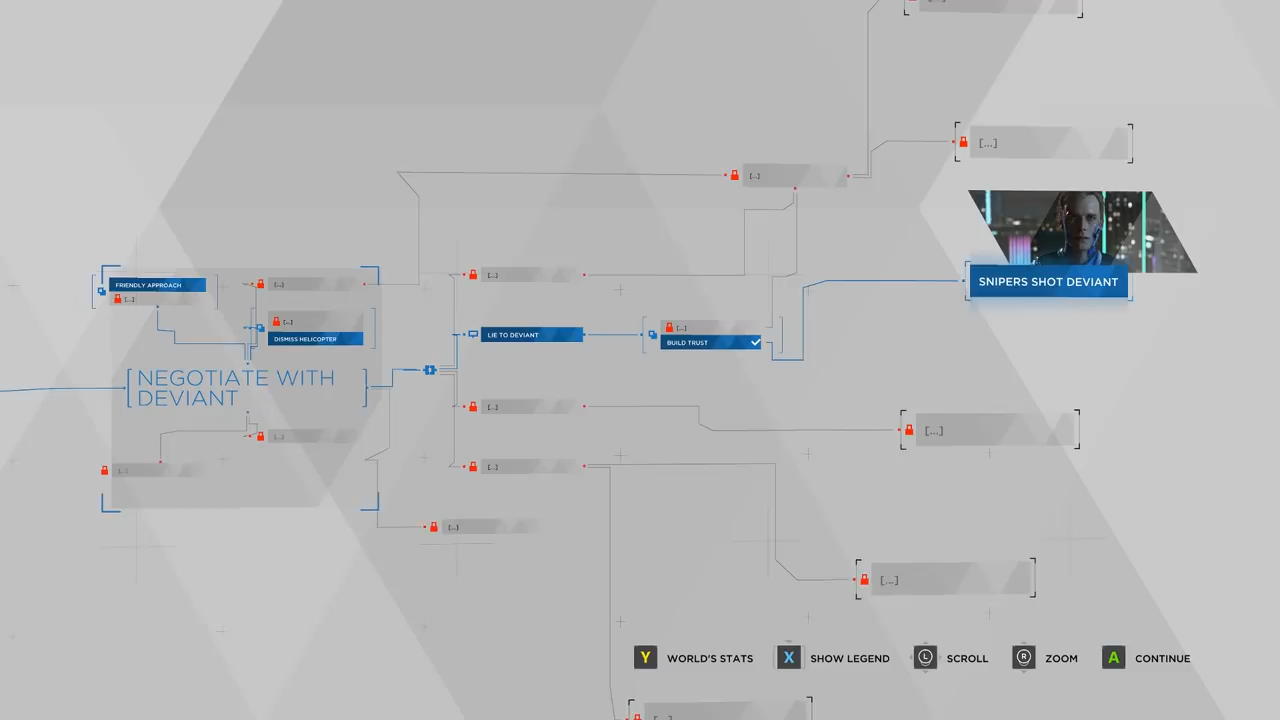 [...]
[...]
[...]
SNIPERS SHOT DEVIANT
FRIENDLY APPROACH
[...]
[...]
[...]
DISMISS HELICOPTER
[...]
LIE TO DEVIANT
[...]
BUILD TRUST
NEGOTIATE WITH
DEVIANT
[...]
[...]
[...]
[...]
[...]
[...]
[...]
Y WORLD'S STATS
X SHOW LEGEND
L SCROLL
R ZOOM
A CONTINUE
[...]